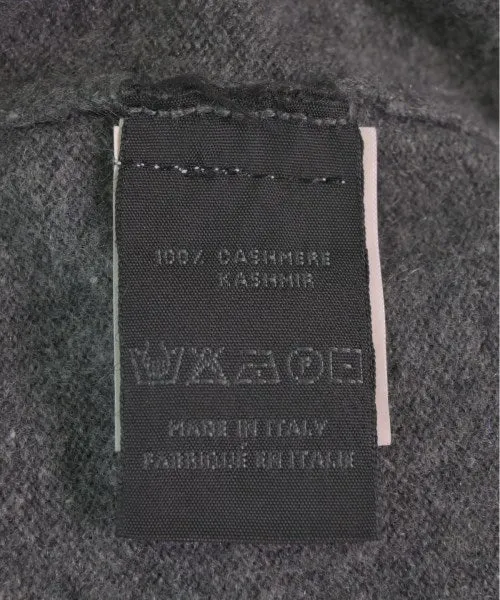 100% CASHMERE
KASHMIR
P
MADE IN ITALY
FABRIQUÉ EN ITALIE